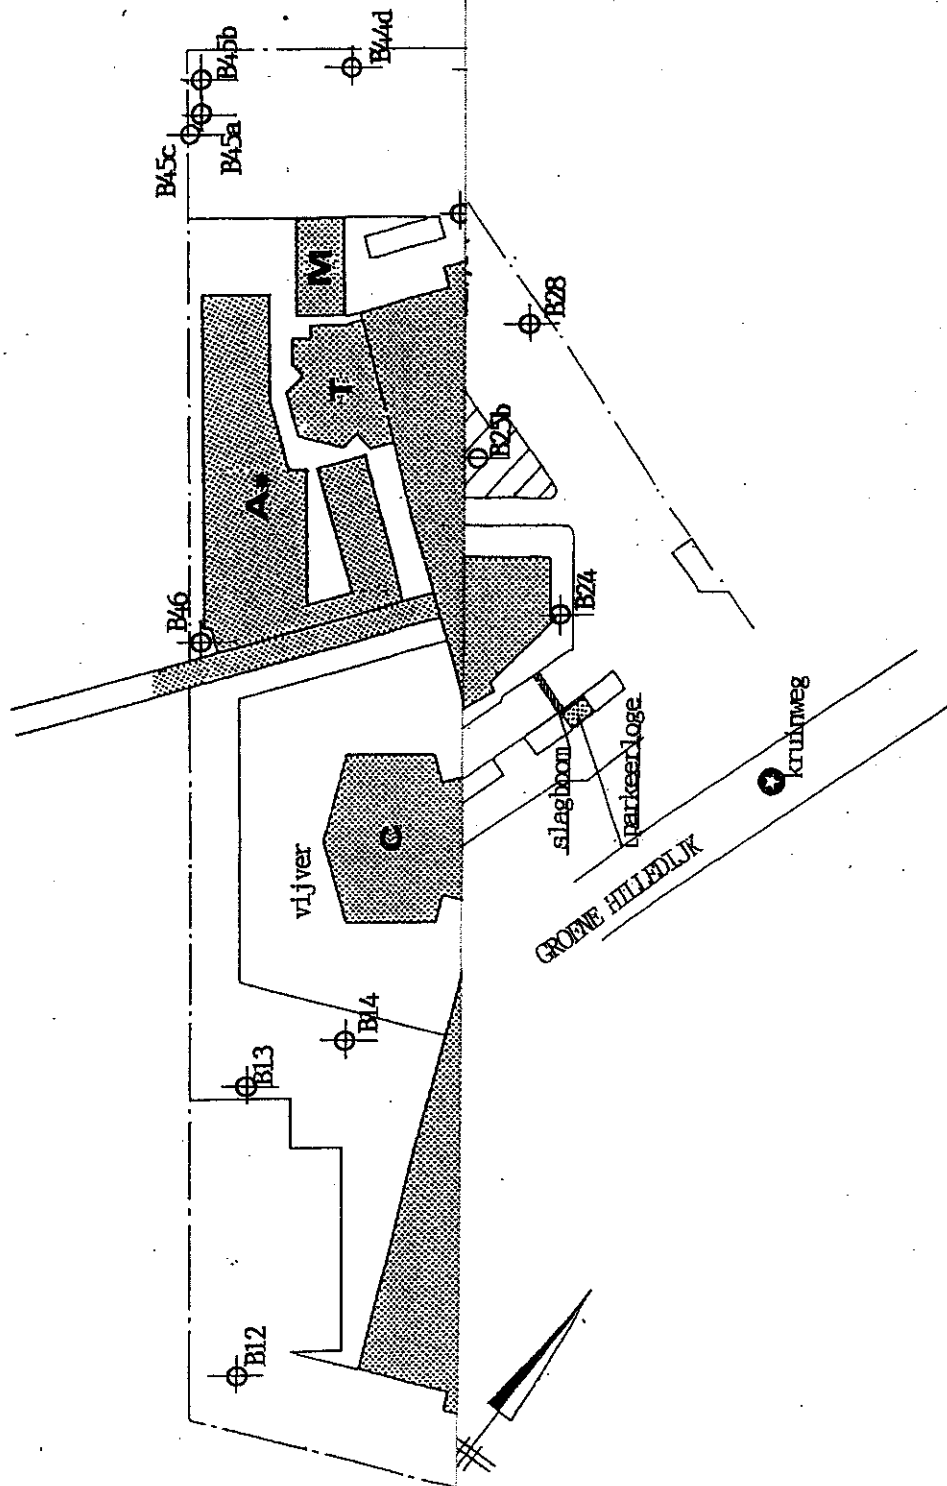 B45b
B44d
B45c
B45a
M
B28
T
B25b
A*
B46
B24
kruinweg
slagboom
parkeerloge
C
vijver
GROENE HILLEDIJK
B14
B13
B12